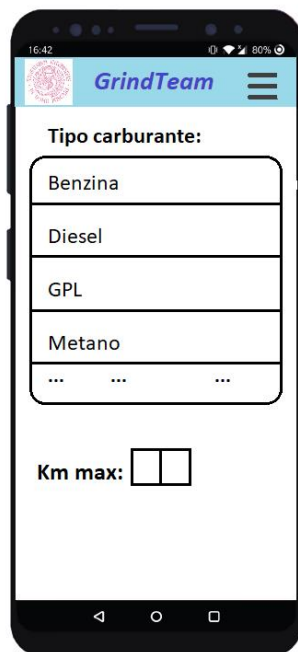 16:42 80%
GrindTeam
Tipo carburante:
Benzina
Diesel
GPL
Metano
... ... ...
Km max: